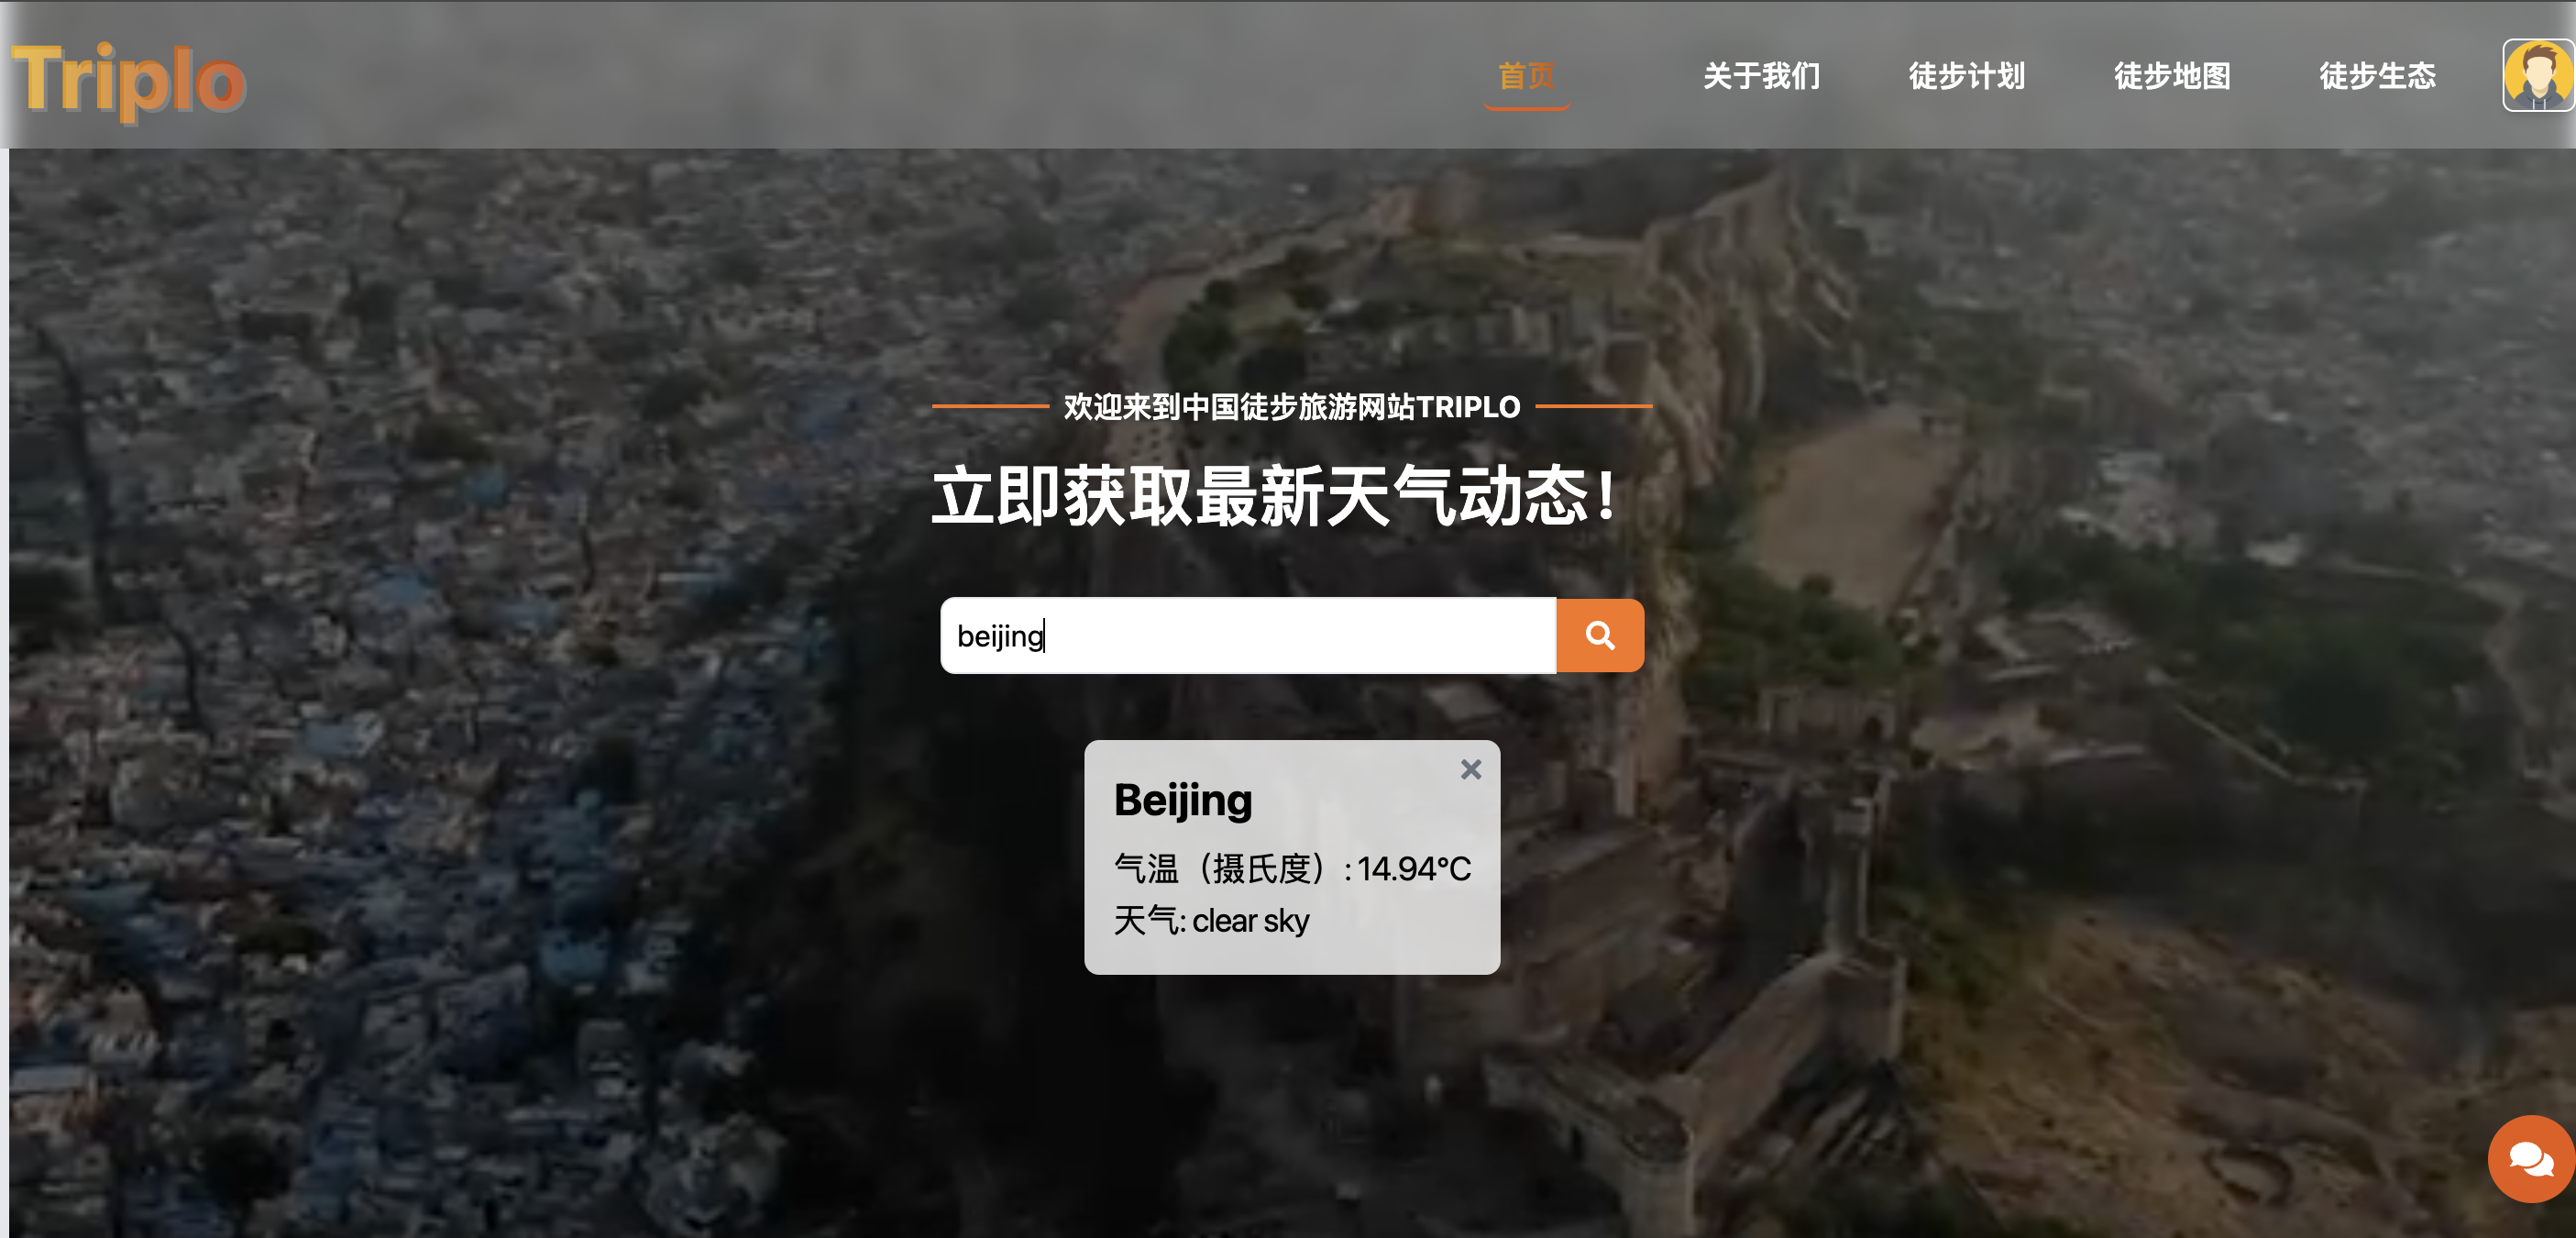 Triplo
首页 关于我们 徒步计划 徒步地图 徒步生态
欢迎来到中国徒步旅游网站TRIPLO
立即获取最新天气动态！
beijing
Beijing
气温（摄氏度）: 14.94°C
天气: clear sky